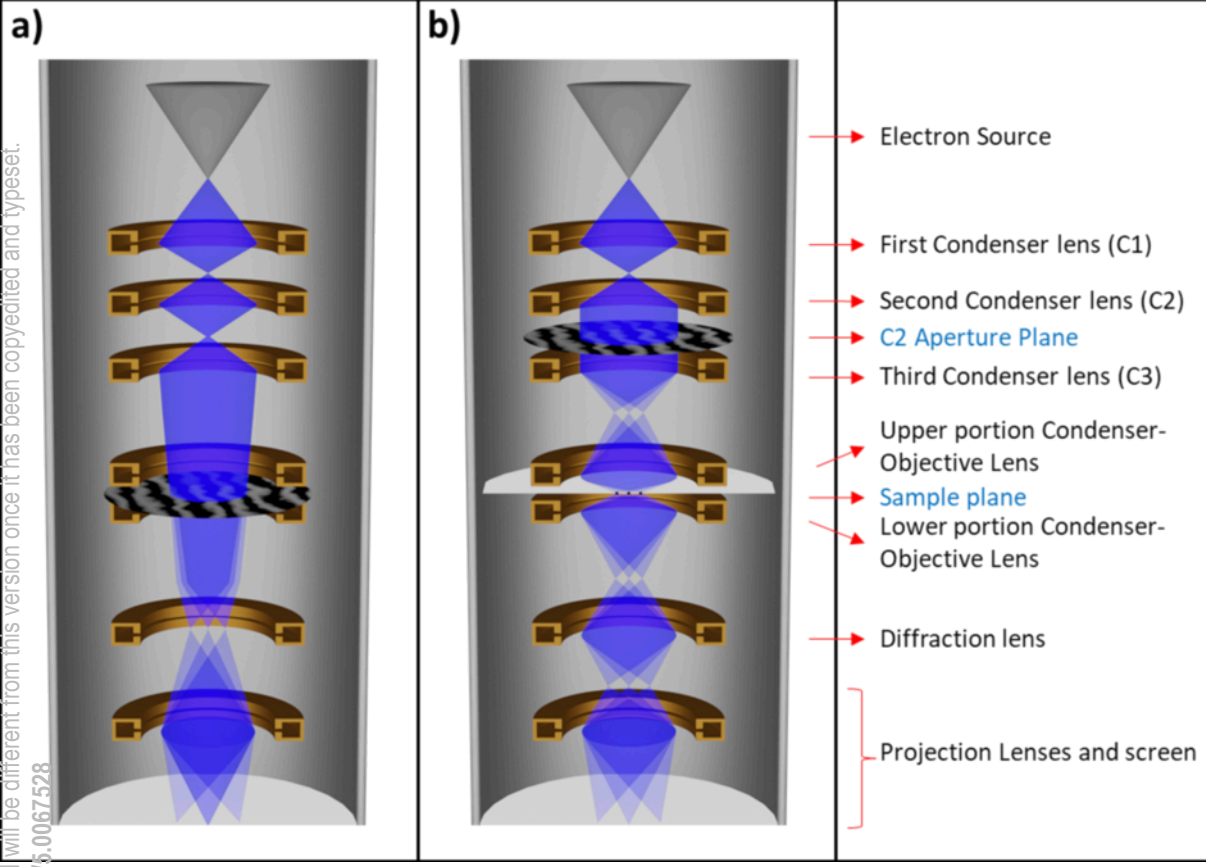 a)
b)
Electron Source
First Condenser lens (C1)
Second Condenser lens (C2)
C2 Aperture Plane
Third Condenser lens (C3)
Upper portion Condenser-
Objective Lens
Sample plane
Lower portion Condenser-
Objective Lens
Diffraction lens
Projection Lenses and screen
will be different from this version once it has been copyedited and typeset.
5.0067528